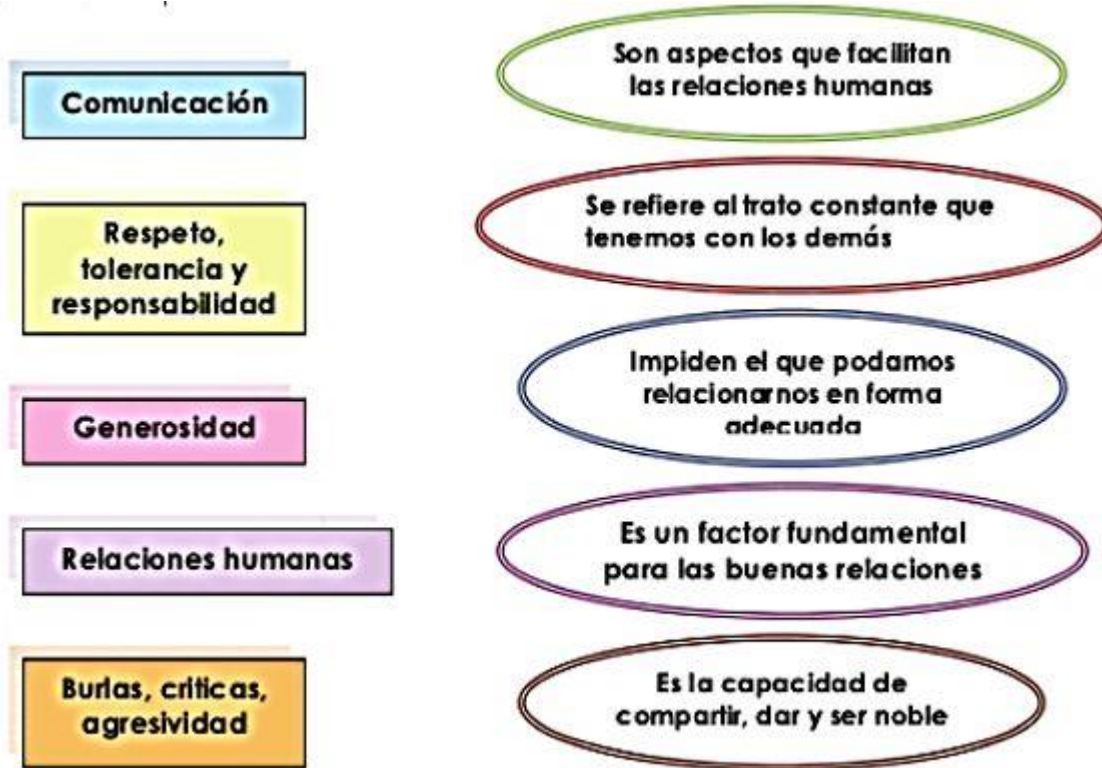 Comunicación
Son aspectos que facilitan
las relaciones humanas
Respeto,
tolerancia y
responsabilidad
Se refiere al trato constante que
tenemos con los demás
Generosidad
Impiden el que podamos
relacionarnos en forma
adecuada
Relaciones humanas
Es un factor fundamental
para las buenas relaciones
Burlas, criticas,
agresividad
Es la capacidad de
compartir, dar y ser noble